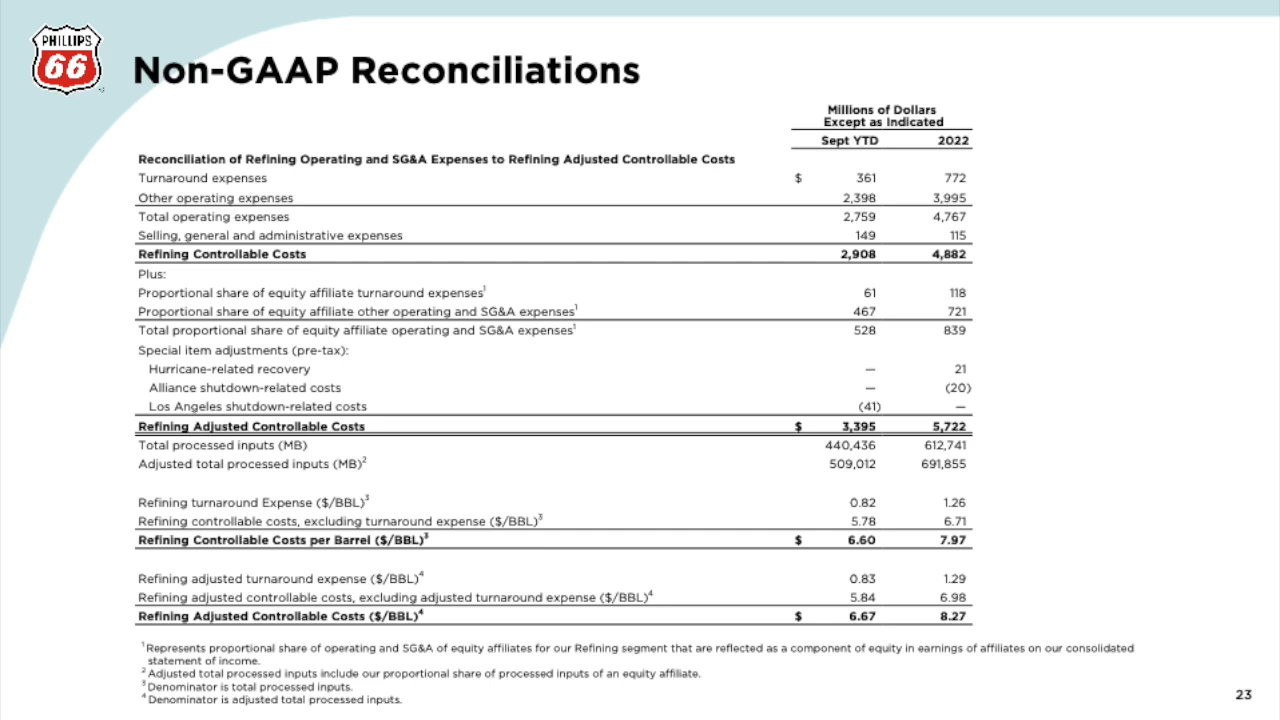 PHILLIPS
66
Non-GAAP Reconciliations
Millions of Dollars
Except as Indicated
Sept YTD 2022
Reconciliation of Refining Operating and SG&A Expenses to Refining Adjusted Controllable Costs
Turnaround expenses $ 361 772
Other operating expenses 2,398 3,995
Total operating expenses 2,759 4,767
Selling, general and administrative expenses 149 115
Refining Controllable Costs 2,908 4,882
Plus:
Proportional share of equity affiliate turnaround expenses¹ 61 118
Proportional share of equity affiliate other operating and SG&A expenses¹ 467 721
Total proportional share of equity affiliate operating and SG&A expenses¹ 528 839
Special item adjustments (pre-tax):
Hurricane-related recovery — 21
Alliance shutdown-related costs — (20)
Los Angeles shutdown-related costs (41) —
Refining Adjusted Controllable Costs $ 3,395 5,722
Total processed inputs (MB) 440,436 612,741
Adjusted total processed inputs (MB)² 509,012 691,855
Refining turnaround Expense ($/BBL)³ 0.82 1.26
Refining controllable costs, excluding turnaround expense ($/BBL)³ 5.78 6.71
Refining Controllable Costs per Barrel ($/BBL)³ $ 6.60 7.97
Refining adjusted turnaround expense ($/BBL)⁴ 0.83 1.29
Refining adjusted controllable costs, excluding adjusted turnaround expense ($/BBL)⁴ 5.84 6.98
Refining Adjusted Controllable Costs ($/BBL)⁴ $ 6.67 8.27
¹ Represents proportional share of operating and SG&A of equity affiliates for our Refining segment that are reflected as a component of equity in earnings of affiliates on our consolidated
statement of income.
² Adjusted total processed inputs include our proportional share of processed inputs of an equity affiliate.
³ Denominator is total processed inputs.
⁴ Denominator is adjusted total processed inputs.
23